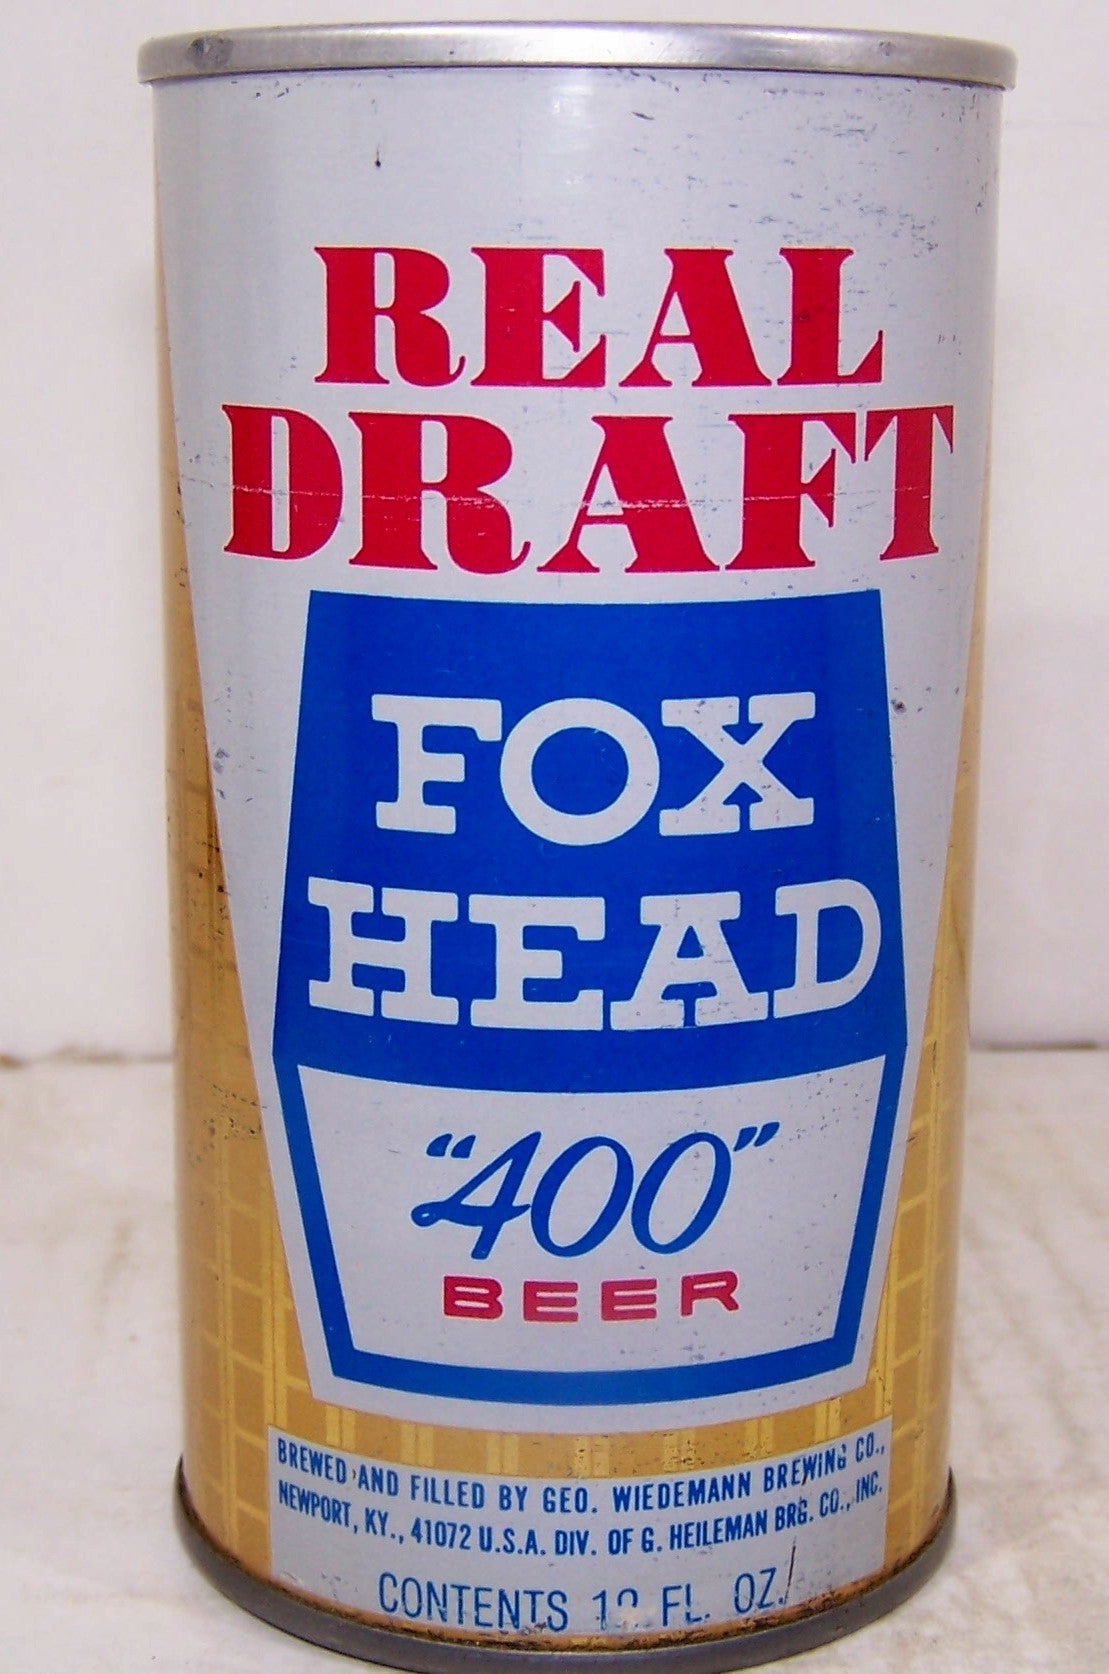 REAL
DRAFT
FOX
HEAD
"400"
BEER
BREWED AND FILLED BY GEO. WIEDEMANN BREWING CO.,
NEWPORT, KY., 41072 U.S.A. DIV. OF G. HEILEMAN BRG. CO., INC.
CONTENTS 12 FL. OZ.